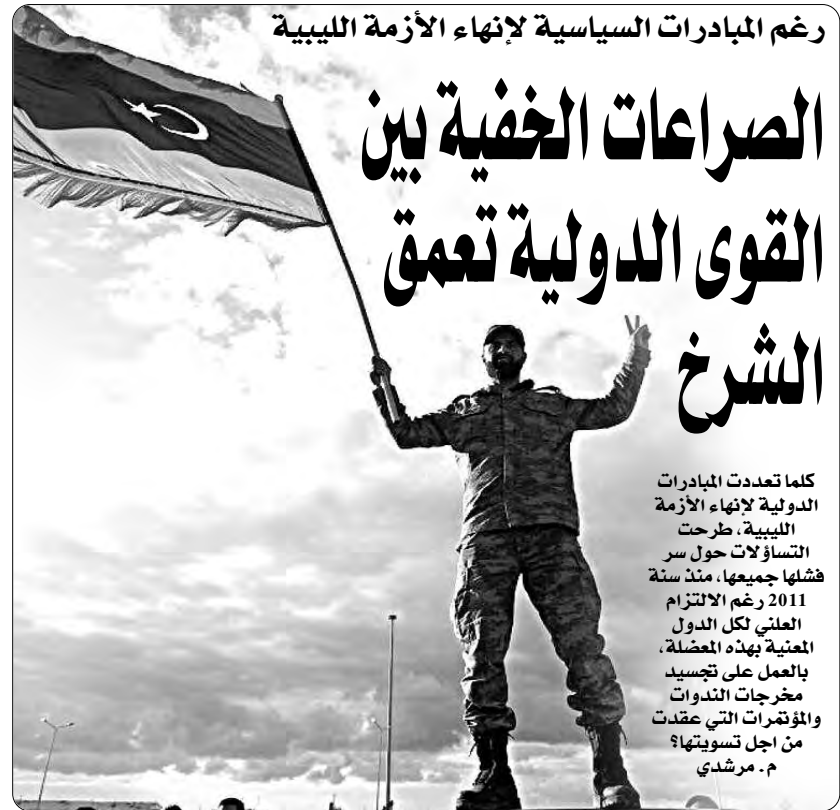 رغم المبادرات السياسية لإنهاء الأزمة الليبية
الصراعات الخفية بين
القوى الدولية تعمق
الشرخ
كلما تعددت المبادرات
الدولية لإنهاء الأزمة
الليبية، طرحت
التساؤلات حول سر
فشلها جميعها، منذ سنة
2011 رغم الالتزام
العلني لكل الدول
المعنية بهذه المعضلة،
بالعمل على تجسيد
مخرجات الندوات
والمؤتمرات التي عقدت
من اجل تسويتها؟
م. مرشدي